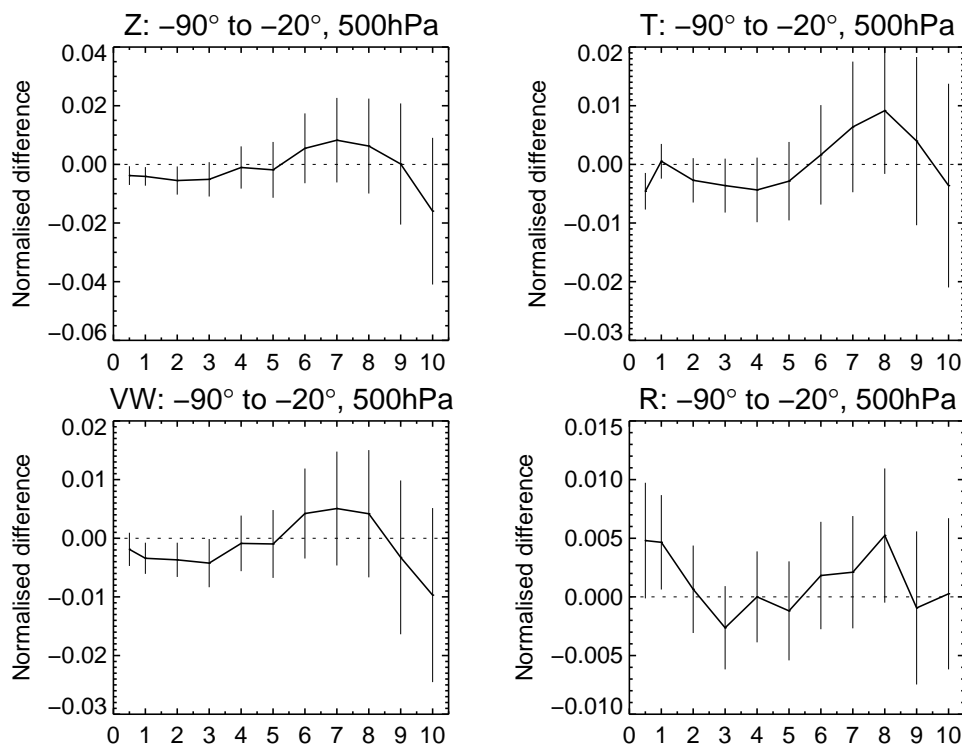 Z: −90° to −20°, 500hPa
Normalised difference
0.04
0.02
0.00
−0.02
−0.04
−0.06
0 1 2 3 4 5 6 7 8 9 10
T: −90° to −20°, 500hPa
Normalised difference
0.02
0.01
0.00
−0.01
−0.02
−0.03
0 1 2 3 4 5 6 7 8 9 10
VW: −90° to −20°, 500hPa
Normalised difference
0.02
0.01
0.00
−0.01
−0.02
−0.03
0 1 2 3 4 5 6 7 8 9 10
R: −90° to −20°, 500hPa
Normalised difference
0.015
0.010
0.005
0.000
−0.005
−0.010
0 1 2 3 4 5 6 7 8 9 10